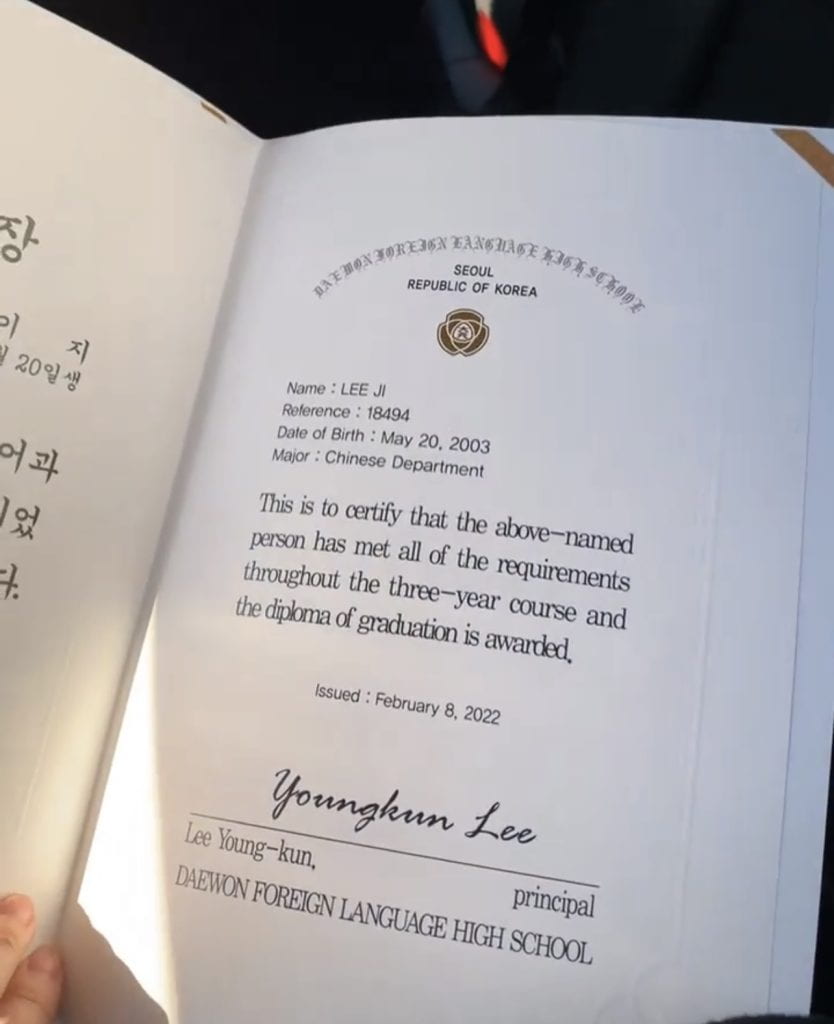 장
이 지
월 20일생
어과
되었
다.
DAEWON FOREIGN LANGUAGE HIGH SCHOOL
SEOUL
REPUBLIC OF KOREA
Name : LEE JI
Reference : 18494
Date of Birth : May 20, 2003
Major : Chinese Department
This is to certify that the above-named
person has met all of the requirements
throughout the three-year course and
the diploma of graduation is awarded.
Issued : February 8, 2022
Youngkun Lee
Lee Young-kun,
principal
DAEWON FOREIGN LANGUAGE HIGH SCHOOL